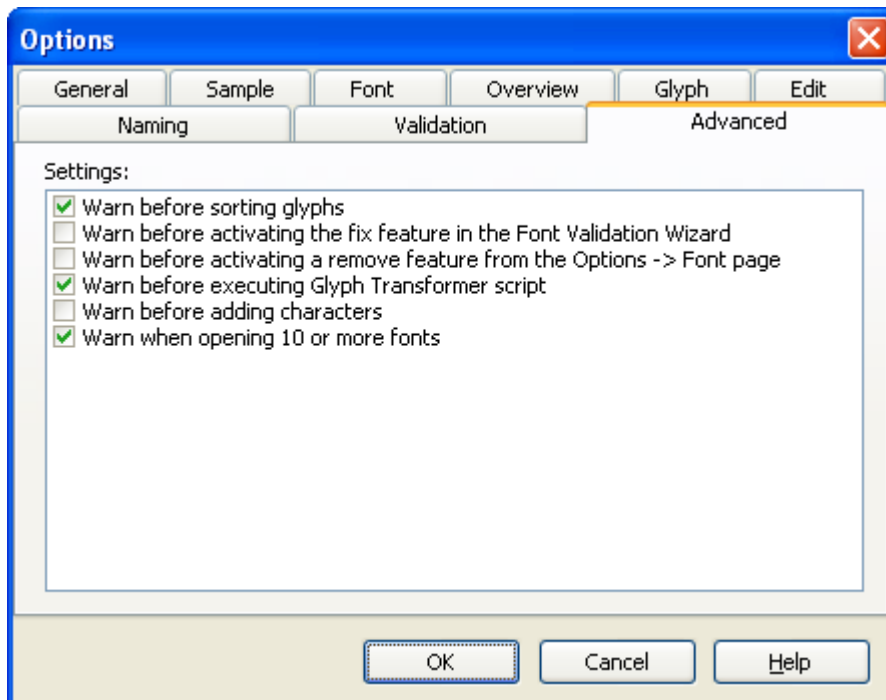 Options
General Sample Font Overview Glyph Edit
Naming Validation Advanced
Settings:
Warn before sorting glyphs
Warn before activating the fix feature in the Font Validation Wizard
Warn before activating a remove feature from the Options -> Font page
Warn before executing Glyph Transformer script
Warn before adding characters
Warn when opening 10 or more fonts
OK Cancel Help